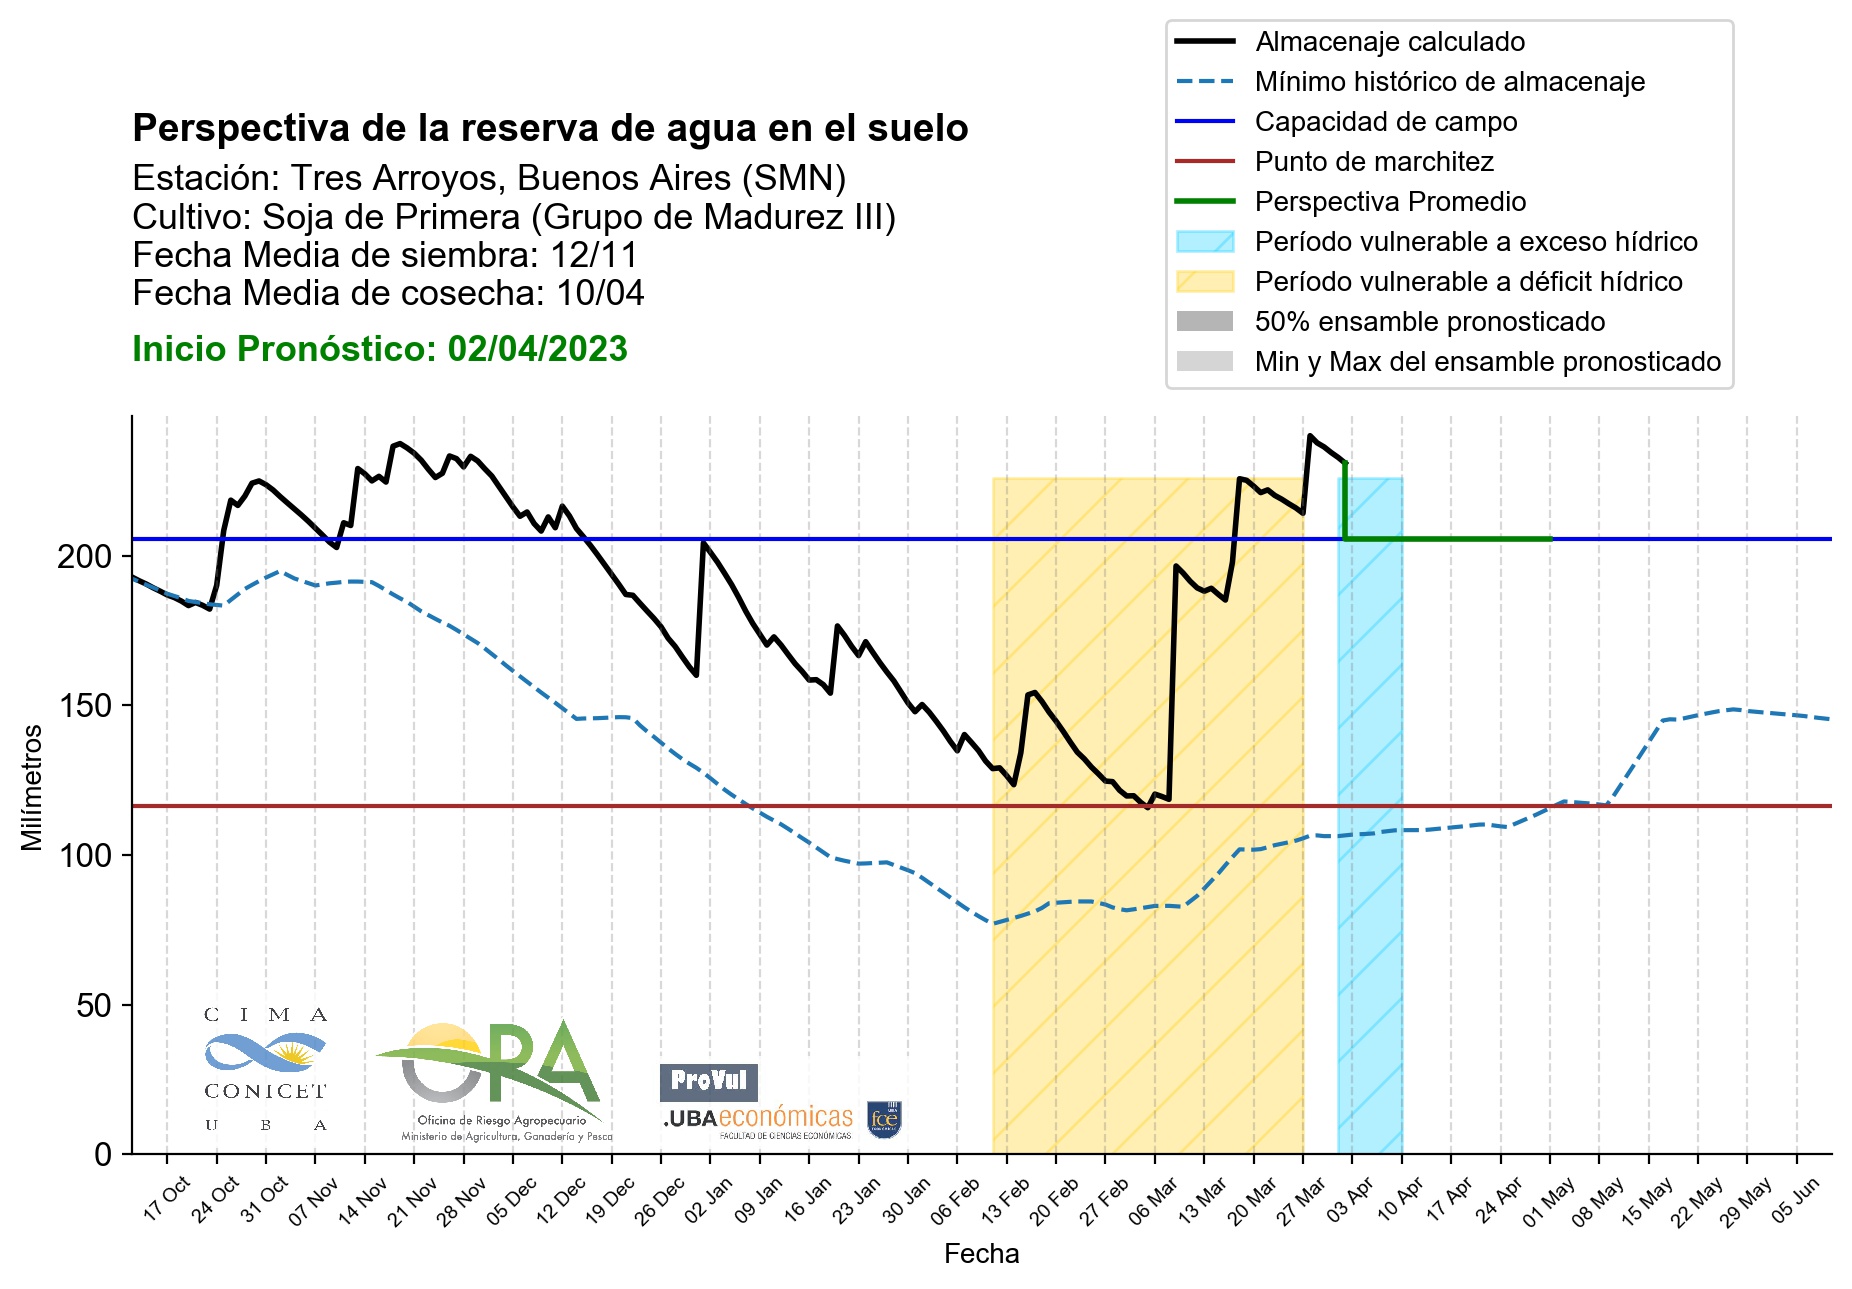 Almacenaje calculado
Mínimo histórico de almacenaje
Capacidad de campo
Punto de marchitez
Perspectiva Promedio
Período vulnerable a exceso hídrico
Período vulnerable a déficit hídrico
50% ensamble pronosticado
Min y Max del ensamble pronosticado
Perspectiva de la reserva de agua en el suelo
Estación: Tres Arroyos, Buenos Aires (SMN)
Cultivo: Soja de Primera (Grupo de Madurez III)
Fecha Media de siembra: 12/11
Fecha Media de cosecha: 10/04
Inicio Pronóstico: 02/04/2023
200
150
100
50
0
Milímetros
CIMA
CONICET
UBA
ORA
Oficina de Riesgo Agropecuario
Ministerio de Agricultura, Ganadería y Pesca
ProVul
.UBAeconómicas
FACULTAD DE CIENCIAS ECONÓMICAS
UBA
fce
ECONÓMICAS
17 Oct
24 Oct
31 Oct
07 Nov
14 Nov
21 Nov
28 Nov
05 Dec
12 Dec
19 Dec
26 Dec
02 Jan
09 Jan
16 Jan
23 Jan
30 Jan
06 Feb
13 Feb
20 Feb
27 Feb
06 Mar
13 Mar
20 Mar
27 Mar
03 Apr
10 Apr
17 Apr
24 Apr
01 May
08 May
15 May
22 May
29 May
05 Jun
Fecha